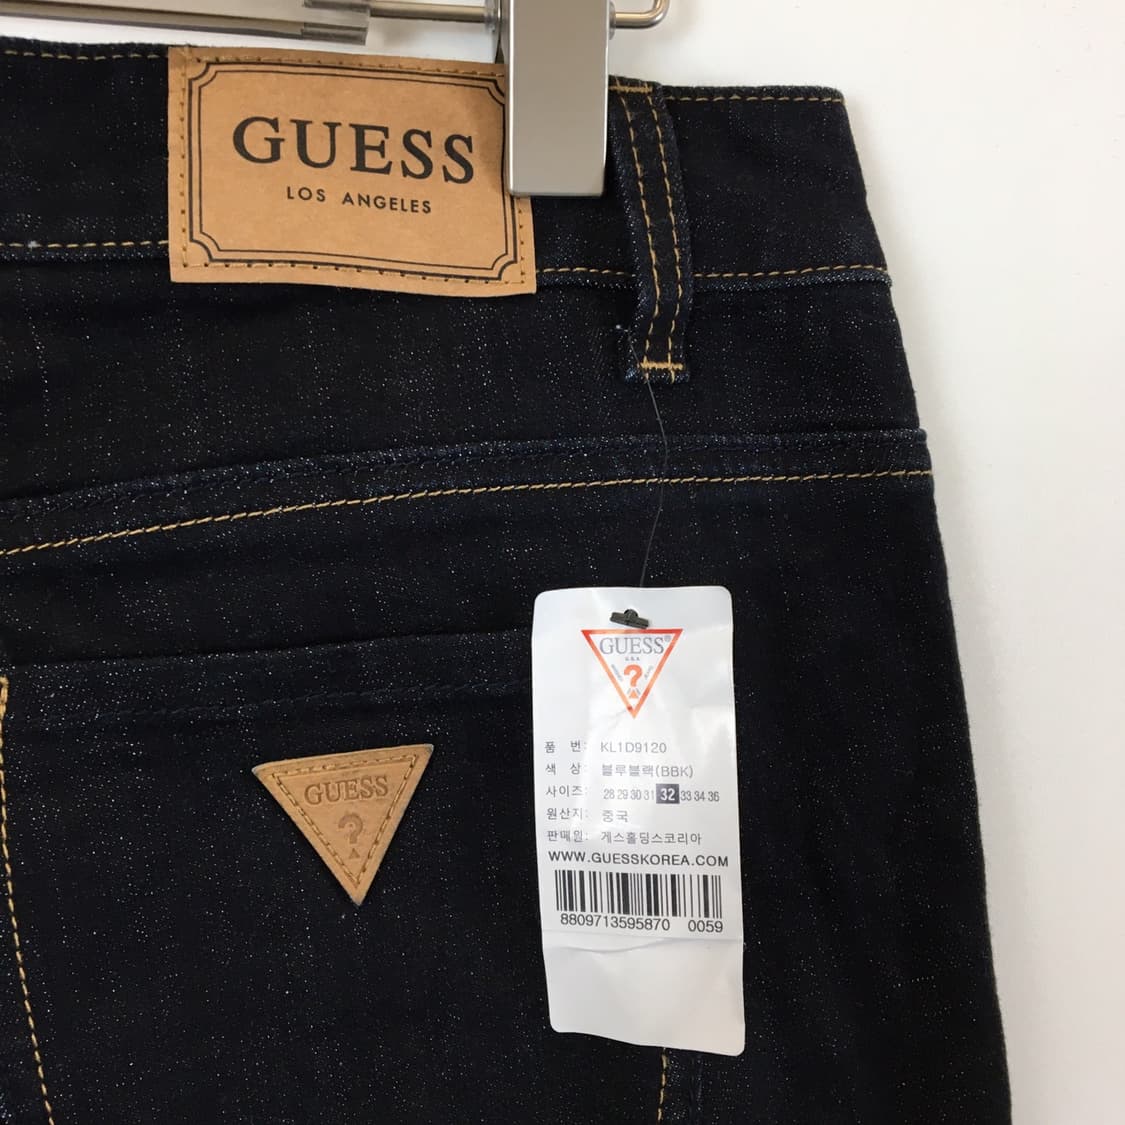 GUESS
LOS ANGELES
GUESS®
U.S.A.
?
품 번: KL1D9120
색 상: 블루블랙(BBK)
사이즈: 28 29 30 31 32 33 34 36
원산지: 중국
판매원: 게스홀딩스코리아
WWW.GUESSKOREA.COM
8809713595870 0059
GUESS
?